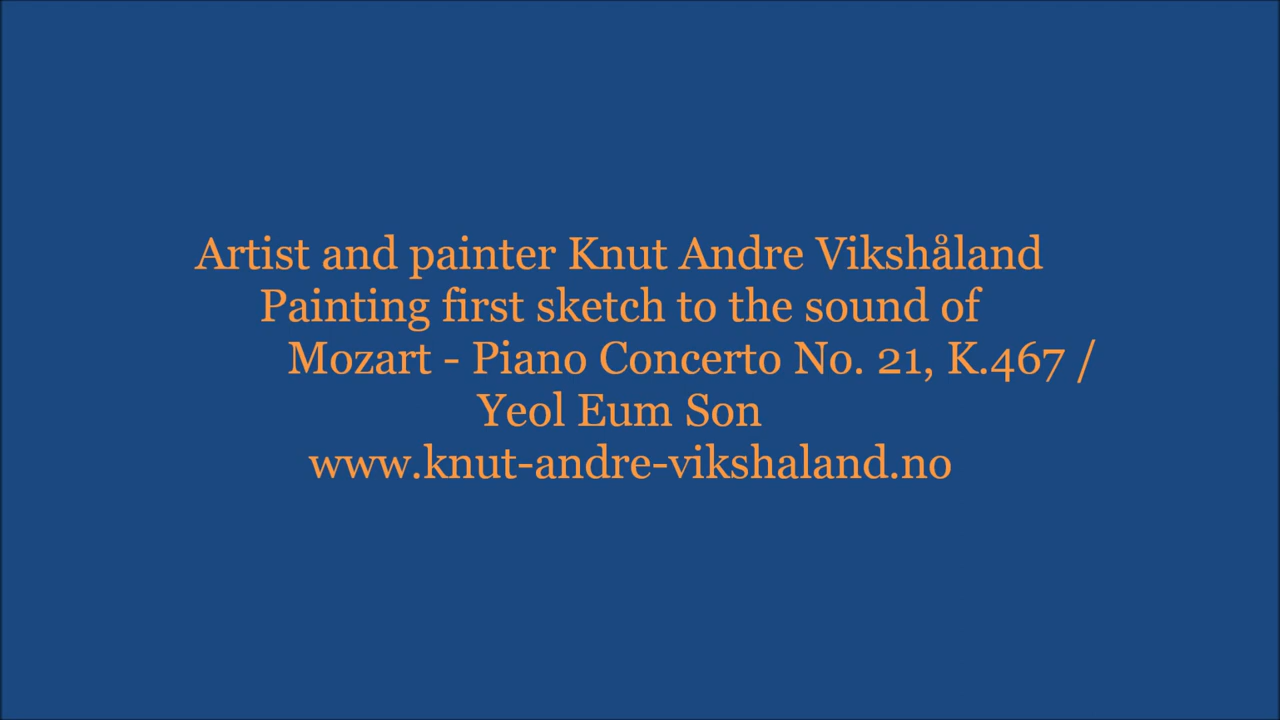 Artist and painter Knut Andre Vikshåland
Painting first sketch to the sound of
Mozart - Piano Concerto No. 21, K.467 /
Yeol Eum Son
www.knut-andre-vikshaland.no